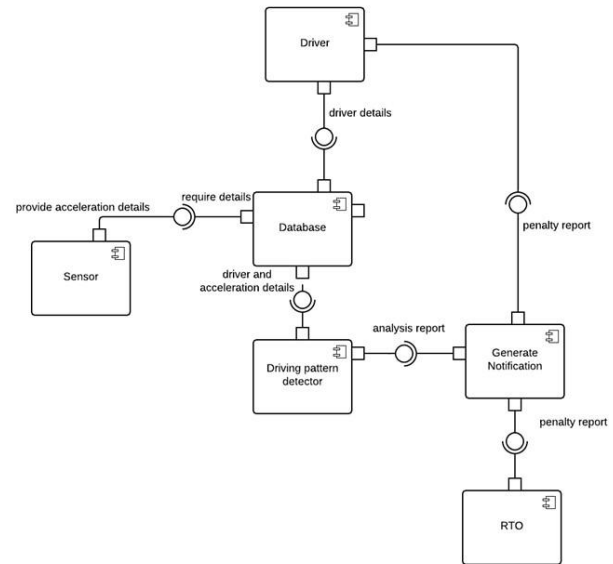 Driver
driver details
provide acceleration details
require details
penalty report
Database
Sensor
driver and
acceleration details
analysis report
Generate
Notification
Driving pattern
detector
penalty report
RTO